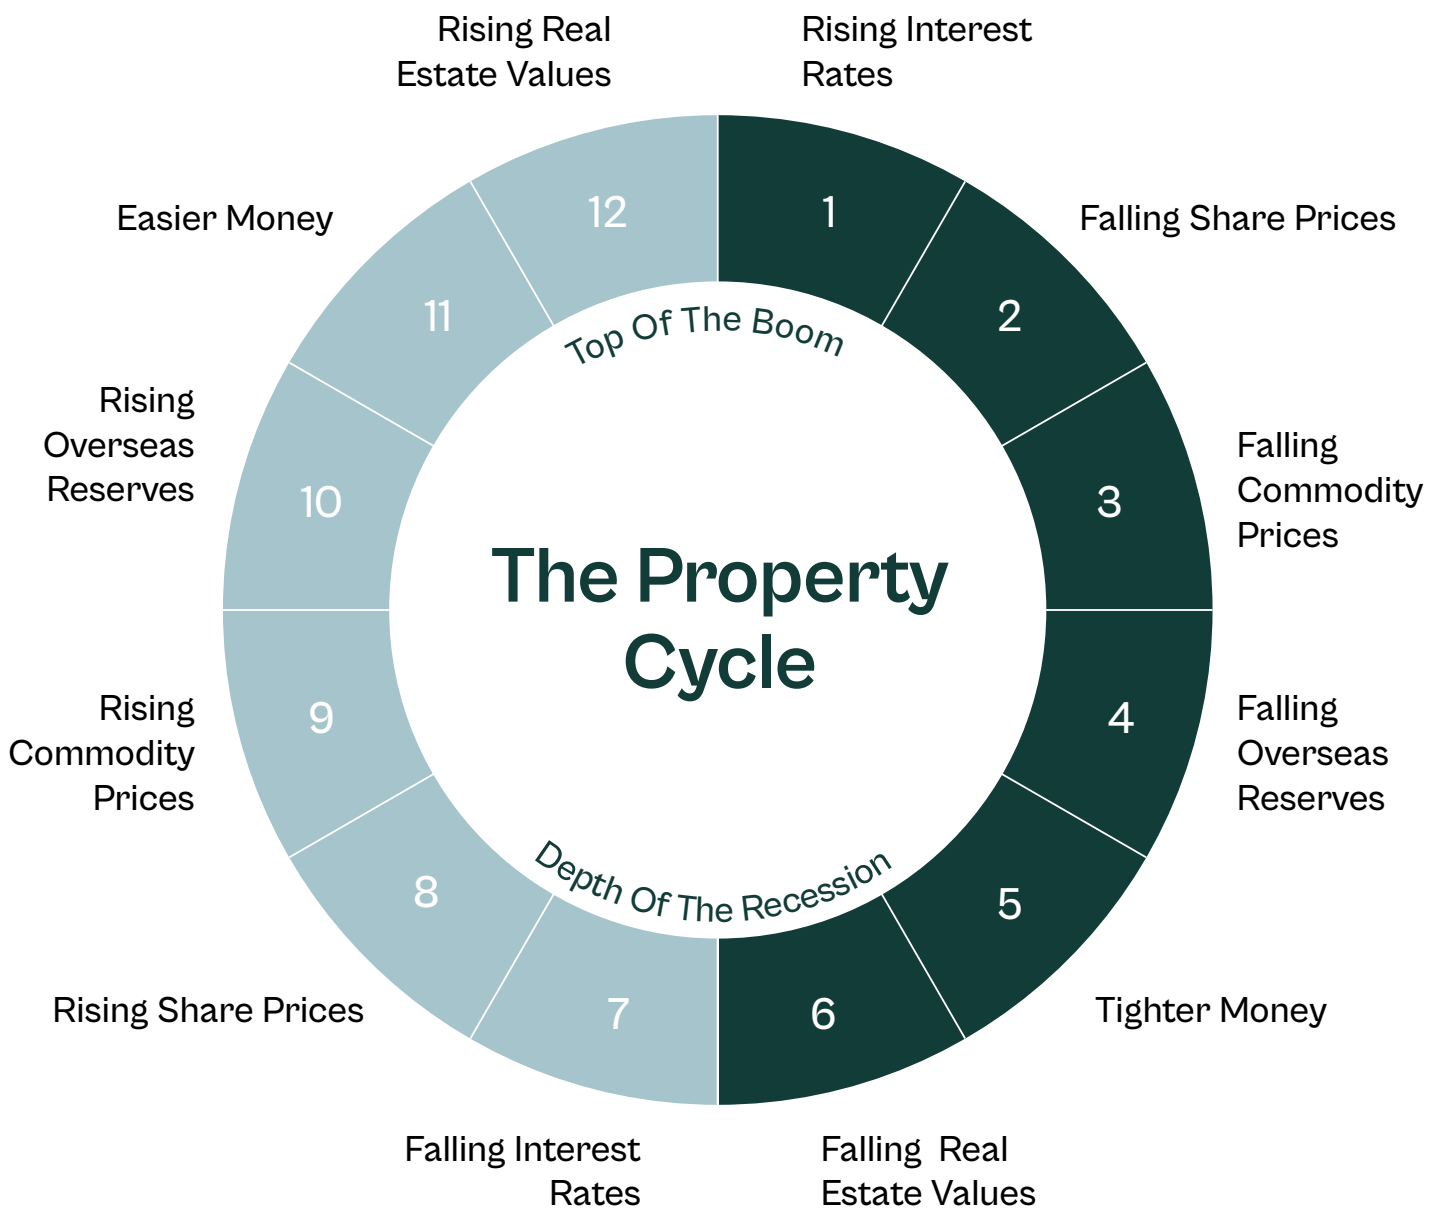 Rising Real
Estate Values
Rising Interest
Rates
Easier Money
Falling Share Prices
12
1
11
2
Top Of The Boom
Rising
Overseas
Reserves
Falling
Commodity
Prices
10
3
The Property
Cycle
9
4
Rising
Commodity
Prices
Falling
Overseas
Reserves
8
5
Depth Of The Recession
7
6
Rising Share Prices
Tighter Money
Falling Interest
Rates
Falling Real
Estate Values